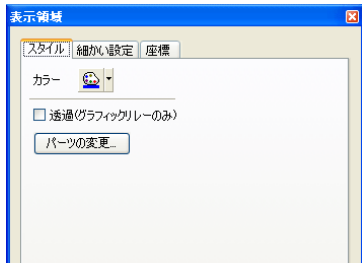 表示領域
スタイル 細かい設定 座標
カラー
透過(グラフィックリレーのみ)
パーツの変更...